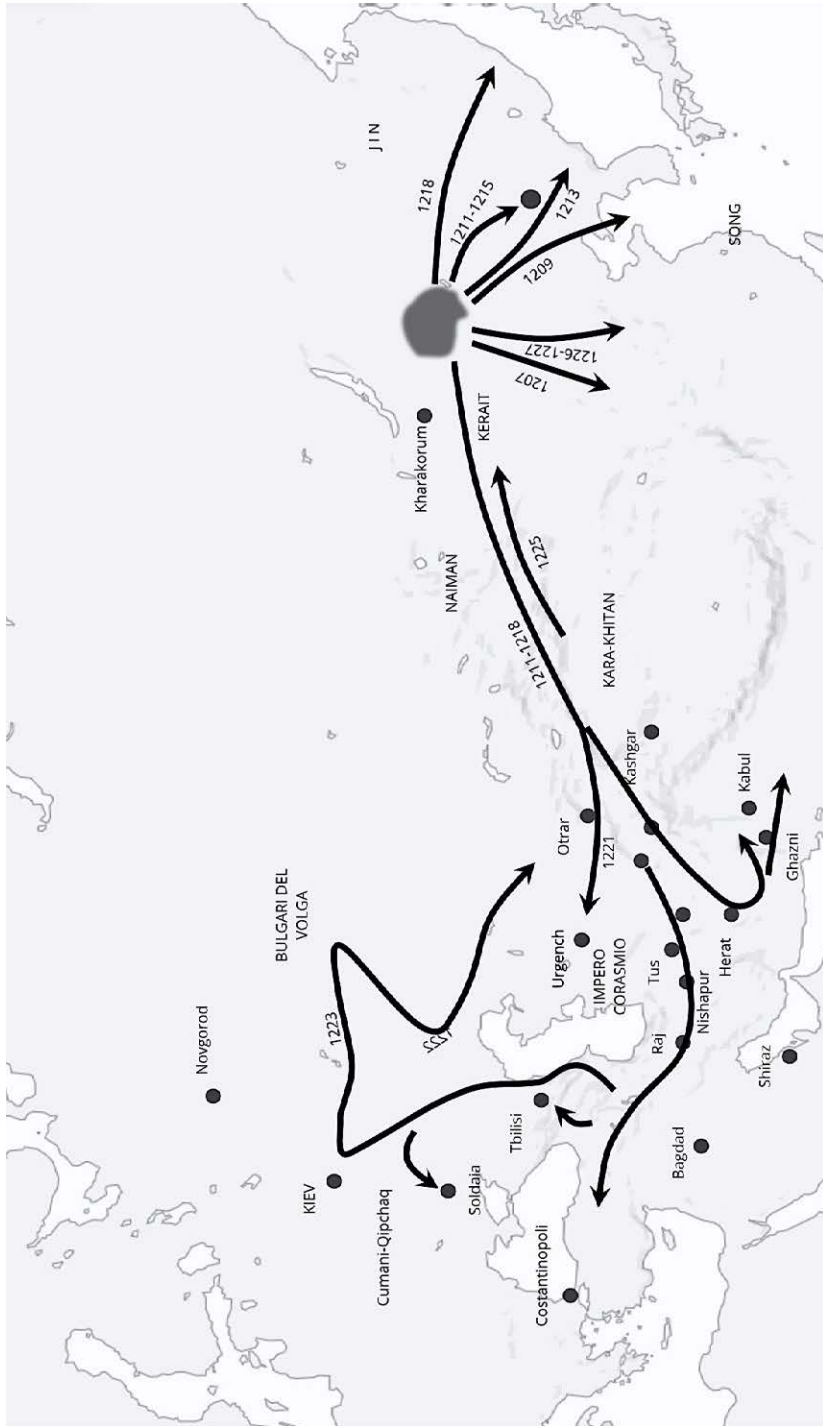 Novgorod
KIEV
1223
BULGARI DEL
VOLGA
Cumani-Qipchaq
Soldaia
1222
Costantinopoli
Tbilisi
Urgench
IMPERO
CORASMIO
Otrar
1221
Tus
Raj
Nishapur
Herat
Bagdad
Shiraz
Kashgar
Kabul
Ghazni
KARA-KHITAN
1211-1218
1225
NAIMAN
Kharakorum
KERAIT
1207
1226-1227
1209
1213
1211-1215
1218
JIN
SONG